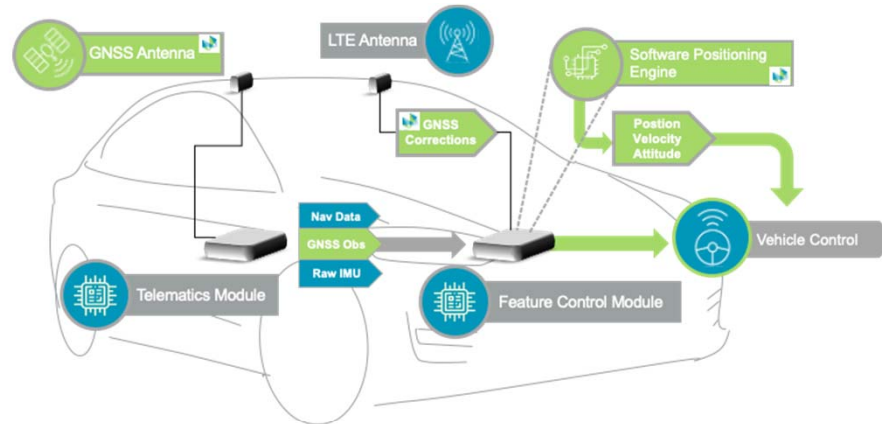 GNSS Antenna
LTE Antenna
Software Positioning
Engine
GNSS
Corrections
Postion
Velocity
Attitude
Nav Data
GNSS Obs
Raw IMU
Vehicle Control
Telematics Module
Feature Control Module